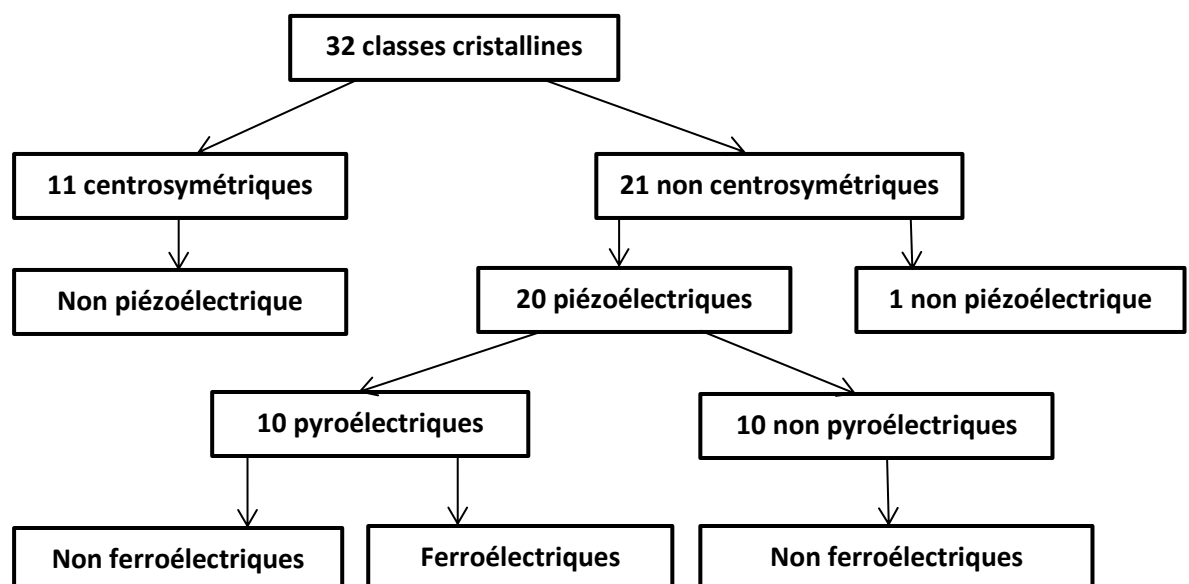 32 classes cristallines
11 centrosymétriques
21 non centrosymétriques
Non piézoélectrique
20 piézoélectriques
1 non piézoélectrique
10 pyroélectriques
10 non pyroélectriques
Non ferroélectriques
Ferroélectriques
Non ferroélectriques